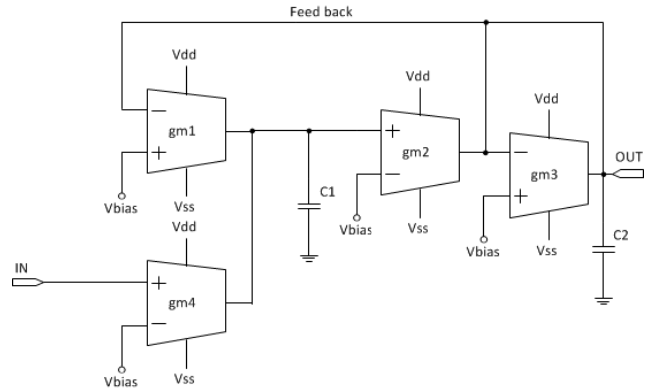 Feed back
Vdd
gm1
Vbias
Vss
Vdd
gm2
Vbias
Vss
Vdd
gm3
Vbias
Vss
OUT
C1
C2
IN
Vdd
gm4
Vbias
Vss